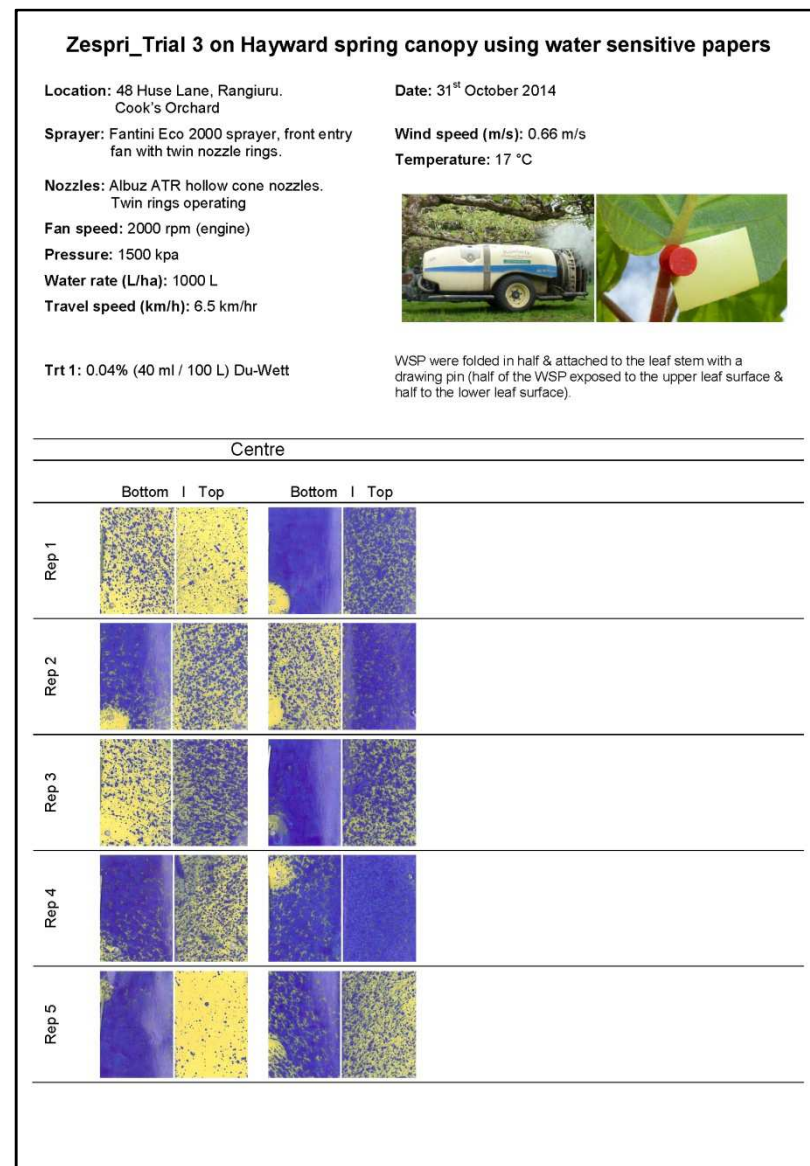 Zespri_Trial 3 on Hayward spring canopy using water sensitive papers
Location: 48 Huse Lane, Rangiuru.
Cook's Orchard
Sprayer: Fantini Eco 2000 sprayer, front entry
fan with twin nozzle rings.
Nozzles: Albuz ATR hollow cone nozzles.
Twin rings operating
Fan speed: 2000 rpm (engine)
Pressure: 1500 kpa
Water rate (L/ha): 1000 L
Travel speed (km/h): 6.5 km/hr
Trt 1: 0.04% (40 ml / 100 L) Du-Wett
Date: 31st October 2014
Wind speed (m/s): 0.66 m/s
Temperature: 17 °C
WSP were folded in half & attached to the leaf stem with a
drawing pin (half of the WSP exposed to the upper leaf surface &
half to the lower leaf surface).
Centre
Bottom I Top Bottom I Top
Rep 1
Rep 2
Rep 3
Rep 4
Rep 5